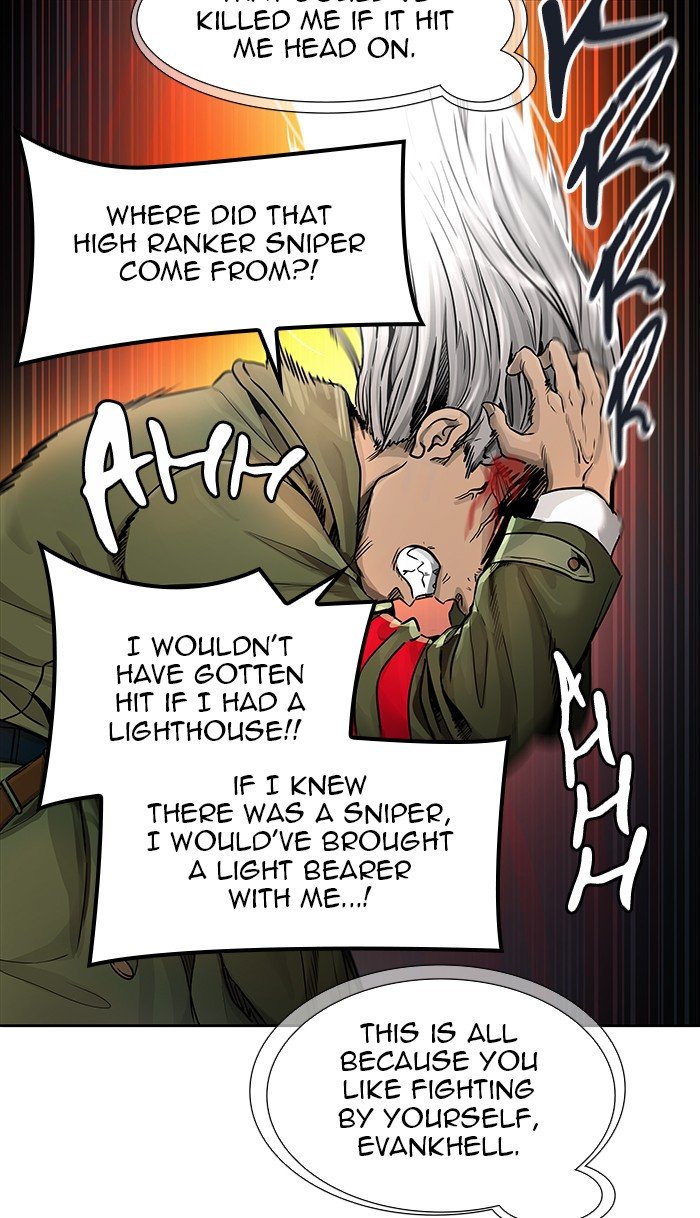 KILLED ME IF IT HIT
ME HEAD ON.
WHERE DID THAT
HIGH RANKER SNIPER
COME FROM?!
RRRR
AHH
I WOULDN'T
HAVE GOTTEN
HIT IF I HAD A
LIGHTHOUSE!!
IF I KNEW
THERE WAS A SNIPER,
I WOULD'VE BROUGHT
A LIGHT BEARER
WITH ME...!
AHHH
THIS IS ALL
BECAUSE YOU
LIKE FIGHTING
BY YOURSELF,
EVANKHELL.